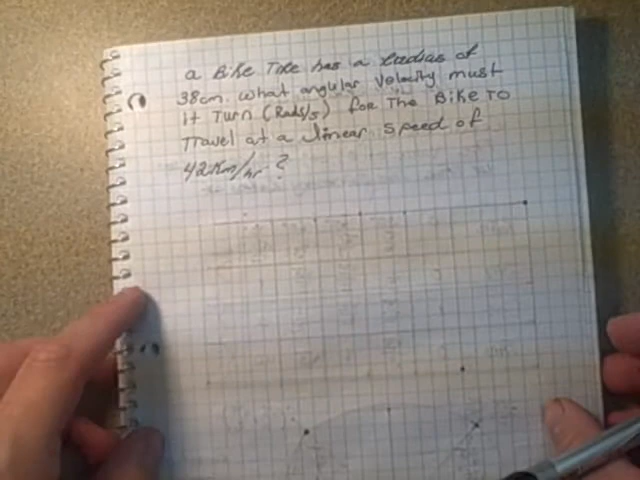 a Bike Tire has a radius of
38cm. what angular velocity must
it Turn (Rads/s) for The Bike To
Travel at a linear speed of
42Km/hr ?